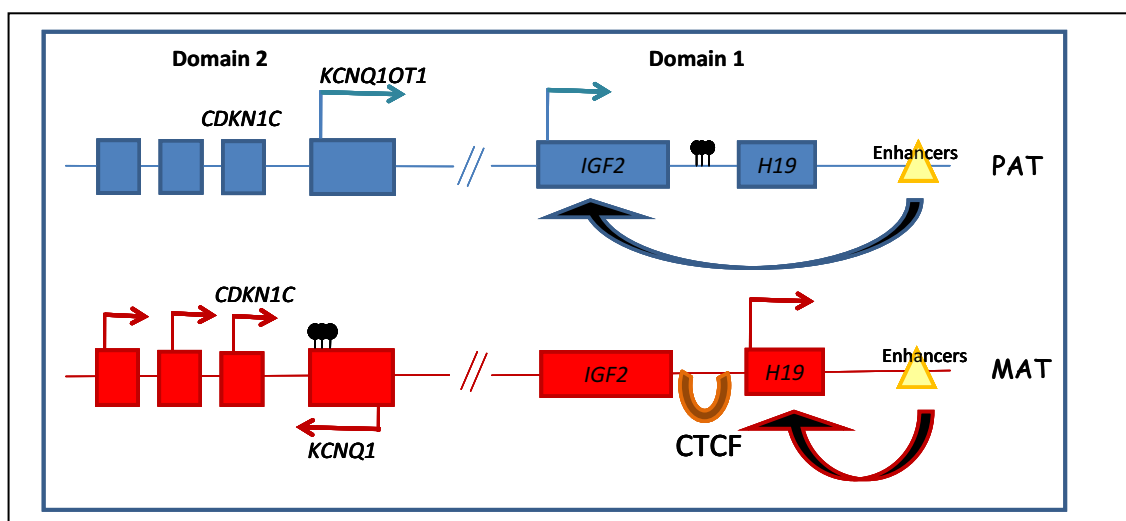 Domain 2
Domain 1
KCNQ1OT1
CDKN1C
IGF2
H19
Enhancers
PAT
CDKN1C
IGF2
H19
Enhancers
MAT
KCNQ1
CTCF